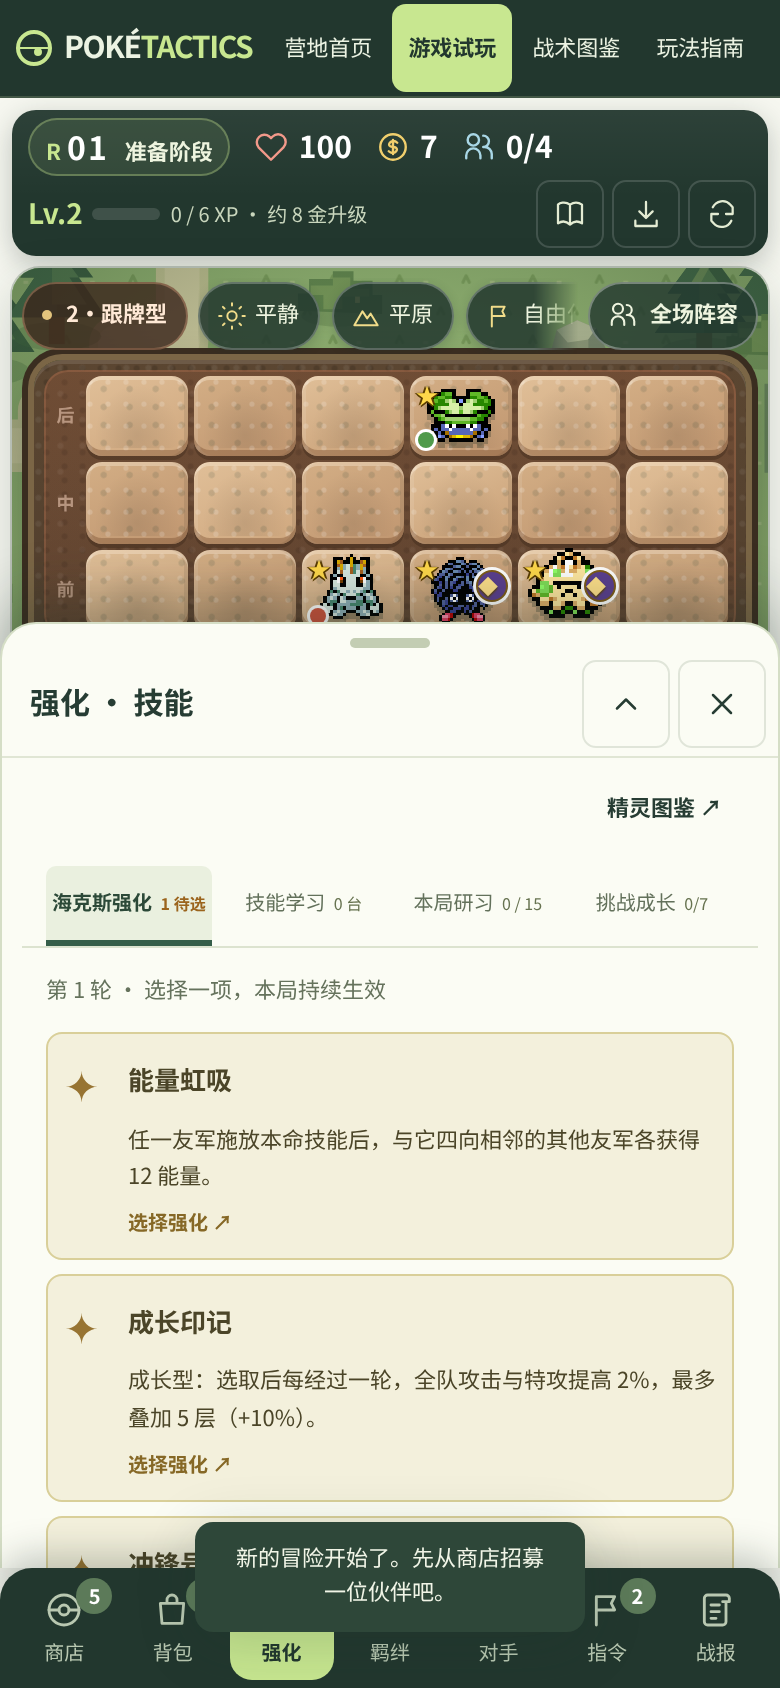 POKÉTACTICS 营地首页 游戏试玩 战术图鉴 玩法指南
R 01 准备阶段 100 7 0/4
Lv.2 0 / 6 XP · 约 8 金升级
2·跟牌型 平静 平原 自由 全场阵容
后
中
前
强化 · 技能
精灵图鉴 ↗
海克斯强化 1 待选 技能学习 0 台 本局研习 0 / 15 挑战成长 0/7
第 1 轮 · 选择一项，本局持续生效
能量虹吸
任一友军施放本命技能后，与它四向相邻的其他友军各获得
12 能量。
选择强化 ↗
成长印记
成长型：选取后每经过一轮，全队攻击与特攻提高 2%，最多
叠加 5 层（+10%）。
选择强化 ↗
冲锋
新的冒险开始了。先从商店招募
一位伙伴吧。
5 2
商店 背包 强化 羁绊 对手 指令 战报